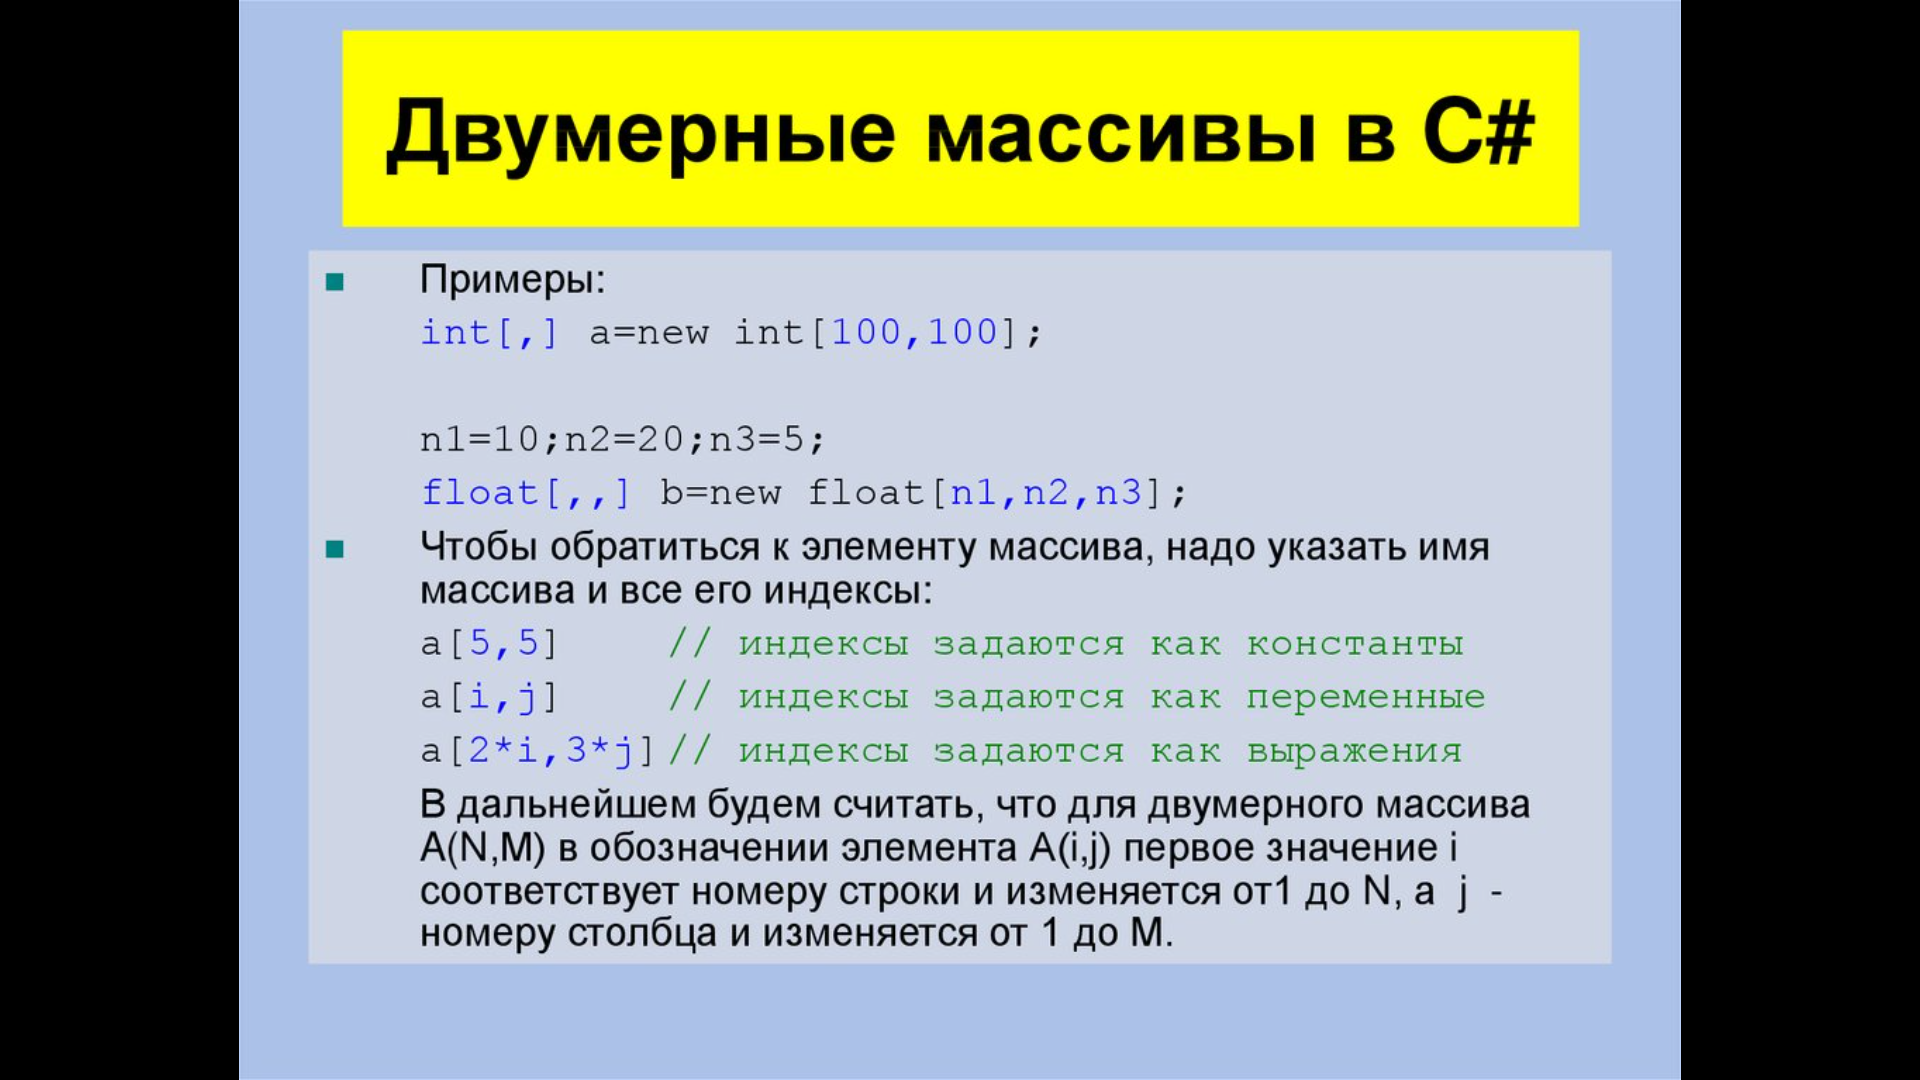 Двумерные массивы в C#
Примеры:
int[,] a=new int[100,100];
n1=10;n2=20;n3=5;
float[,,] b=new float[n1,n2,n3];
Чтобы обратиться к элементу массива, надо указать имя
массива и все его индексы:
a[5,5] // индексы задаются как константы
a[i,j] // индексы задаются как переменные
a[2*i,3*j] // индексы задаются как выражения
В дальнейшем будем считать, что для двумерного массива
A(N,M) в обозначении элемента A(i,j) первое значение i
соответствует номеру строки и изменяется от1 до N, а j -
номеру столбца и изменяется от 1 до M.